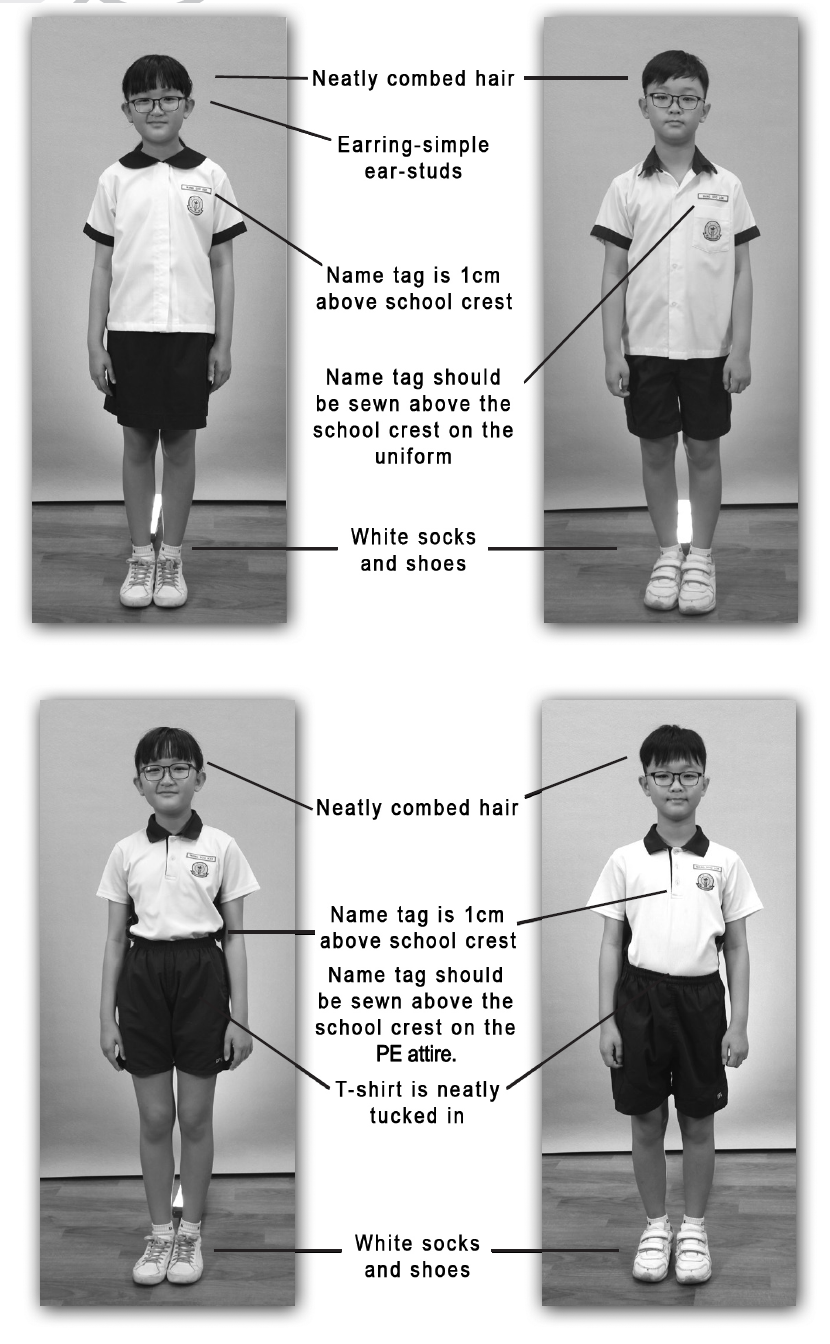 Neatly combed hair
Earring-simple
ear-studs
Name tag is 1cm
above school crest
Name tag should
be sewn above the
school crest on the
uniform
White socks
and shoes
Neatly combed hair
Name tag is 1cm
above school crest
Name tag should
be sewn above the
school crest on the
PE attire.
T-shirt is neatly
tucked in
White socks
and shoes